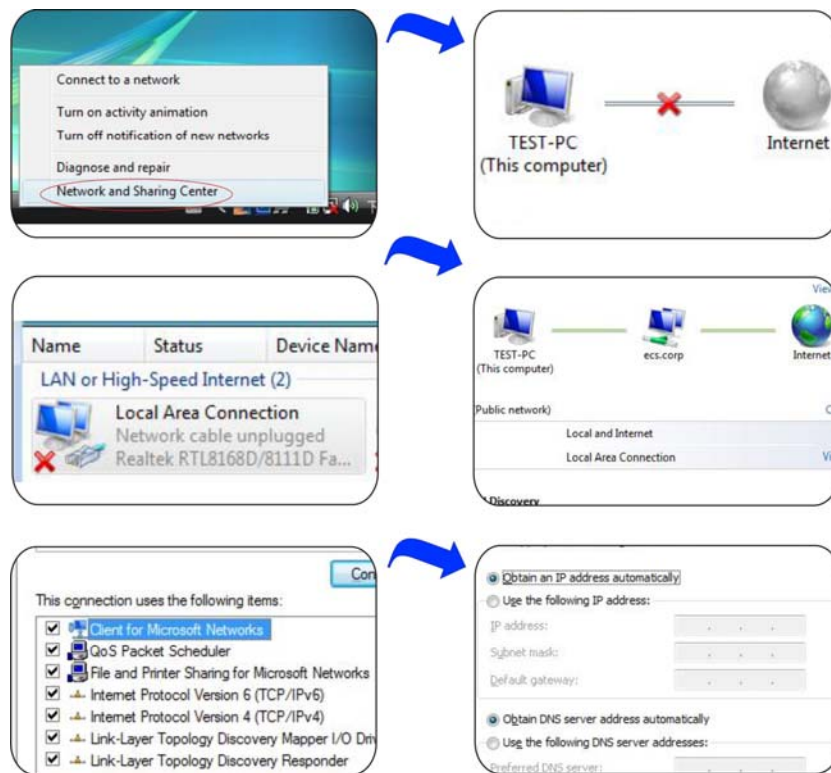 Connect to a network
Turn on activity animation
Turn off notification of new networks
Diagnose and repair
Network and Sharing Center
TEST-PC
(This computer)
Internet
Name Status Device Name
LAN or High-Speed Internet (2)
Local Area Connection
Network cable unplugged
Realtek RTL8168D/8111D Fa...
TEST-PC
(This computer)
ecs.corp
Internet
(Public network)
Local and Internet
Local Area Connection
Discovery
This connection uses the following items:
Client for Microsoft Networks
QoS Packet Scheduler
File and Printer Sharing for Microsoft Networks
Internet Protocol Version 6 (TCP/IPv6)
Internet Protocol Version 4 (TCP/IPv4)
Link-Layer Topology Discovery Mapper I/O
Link-Layer Topology Discovery Responder
Obtain an IP address automatically
Use the following IP address:
IP address:
Subnet mask:
Default gateway:
Obtain DNS server address automatically
Use the following DNS server addresses:
Preferred DNS server: